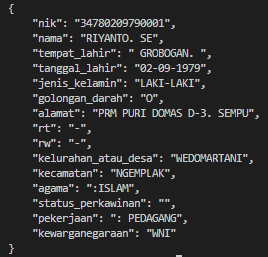 {
"nik": "34780209790001",
"nama": "RIYANTO. SE",
"tempat_lahir": " GROBOGAN. ",
"tanggal_lahir": "02-09-1979",
"jenis_kelamin": "LAKI-LAKI",
"golongan_darah": "O",
"alamat": "PRM PURI DOMAS D-3. SEMPU",
"rt": "-",
"rw": "-",
"kelurahan_atau_desa": "WEDOMARTANI",
"kecamatan": "NGEMPLAK",
"agama": ":ISLAM",
"status_perkawinan": "",
"pekerjaan": ": PEDAGANG",
"kewarganegaraan": "WNI"
}